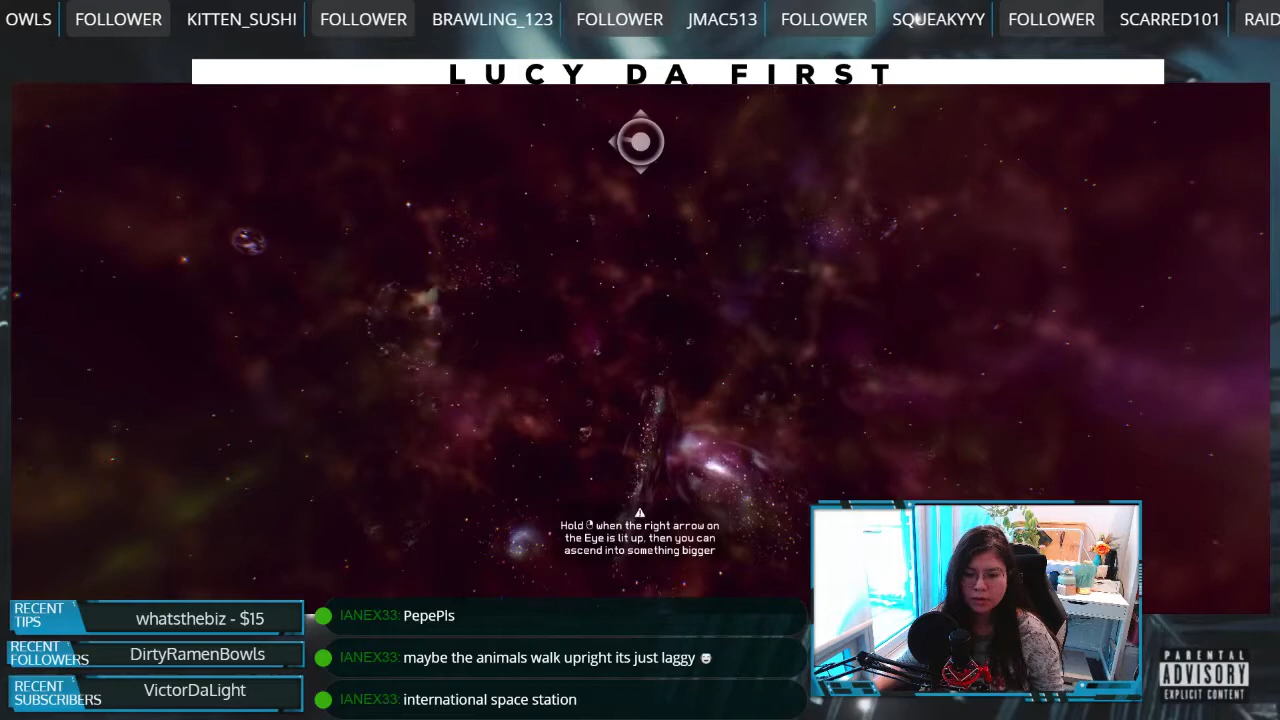 OWLS FOLLOWER KITTEN_SUSHI FOLLOWER BRAWLING_123 FOLLOWER JMAC513 FOLLOWER SQUEAKYYY FOLLOWER SCARRED101 RAID
LUCY DA FIRST
Hold when the right arrow on
the Eye is lit up, then you can
ascend into something bigger
RECENT
TIPS
whatsthebiz - $15
RECENT
FOLLOWERS
DirtyRamenBowls
RECENT
SUBSCRIBERS
VictorDaLight
IANEX33: PepePls
IANEX33: maybe the animals walk upright its just laggy
IANEX33: international space station
PARENTAL
ADVISORY
EXPLICIT CONTENT